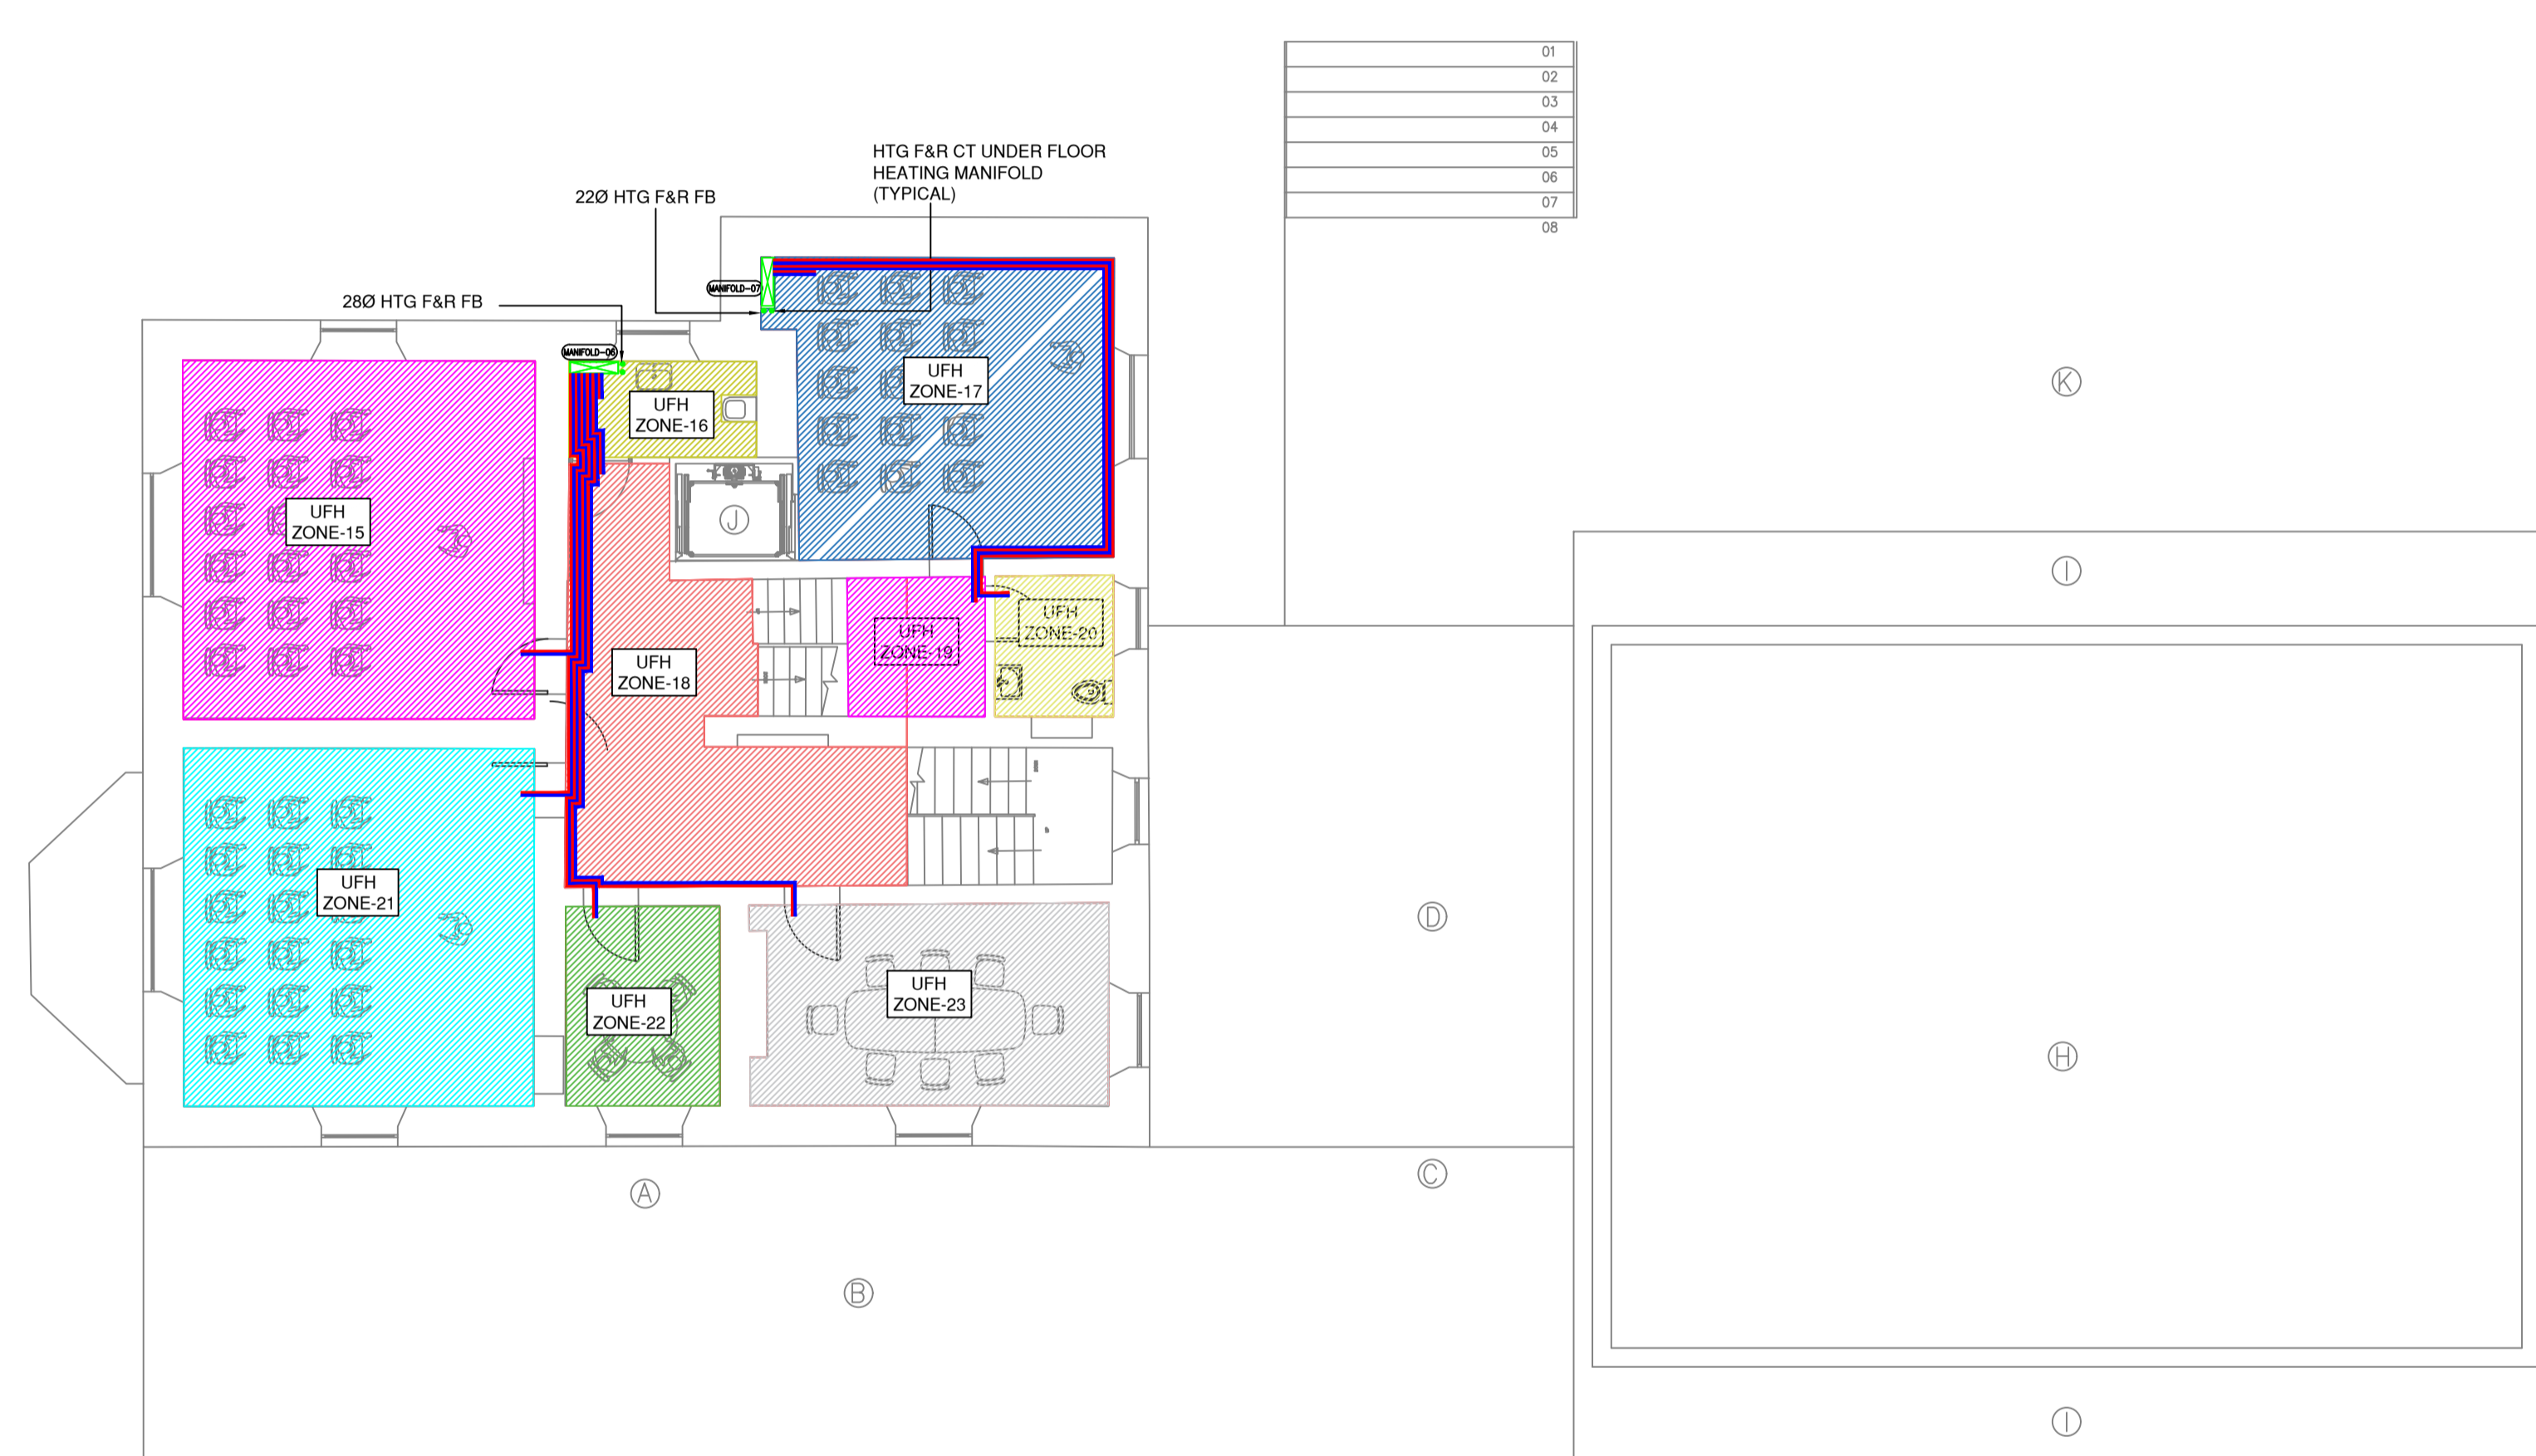 01
02
03
04
05
06
07
08
HTG F&R CT UNDER FLOOR
HEATING MANIFOLD
(TYPICAL)
22Ø HTG F&R FB
28Ø HTG F&R FB
MANIFOLD-07
MANIFOLD-06
UFH
ZONE-15
UFH
ZONE-16
UFH
ZONE-17
UFH
ZONE-18
UFH
ZONE-19
UFH
ZONE-20
UFH
ZONE-21
UFH
ZONE-22
UFH
ZONE-23
J
K
I
D
H
C
A
B
I